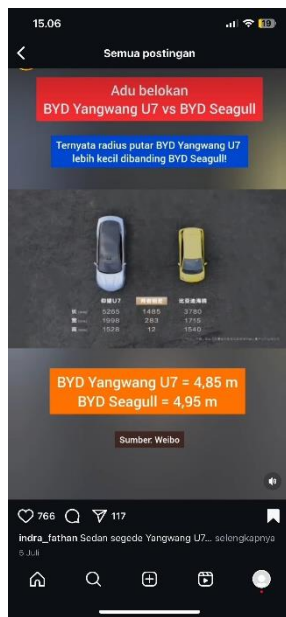 15.06
19
Semua postingan
Adu belokan
BYD Yangwang U7 vs BYD Seagull
Ternyata radius putar BYD Yangwang U7
lebih kecil dibanding BYD Seagull!
U7
5265 1485 3780
1998 283 1715
1528 12 1540
BYD Yangwang U7 = 4,85 m
BYD Seagull = 4,95 m
Sumber: Weibo
766 117
indra_fathan Sedan segede Yangwang U7... selengkapnya
5 Juli